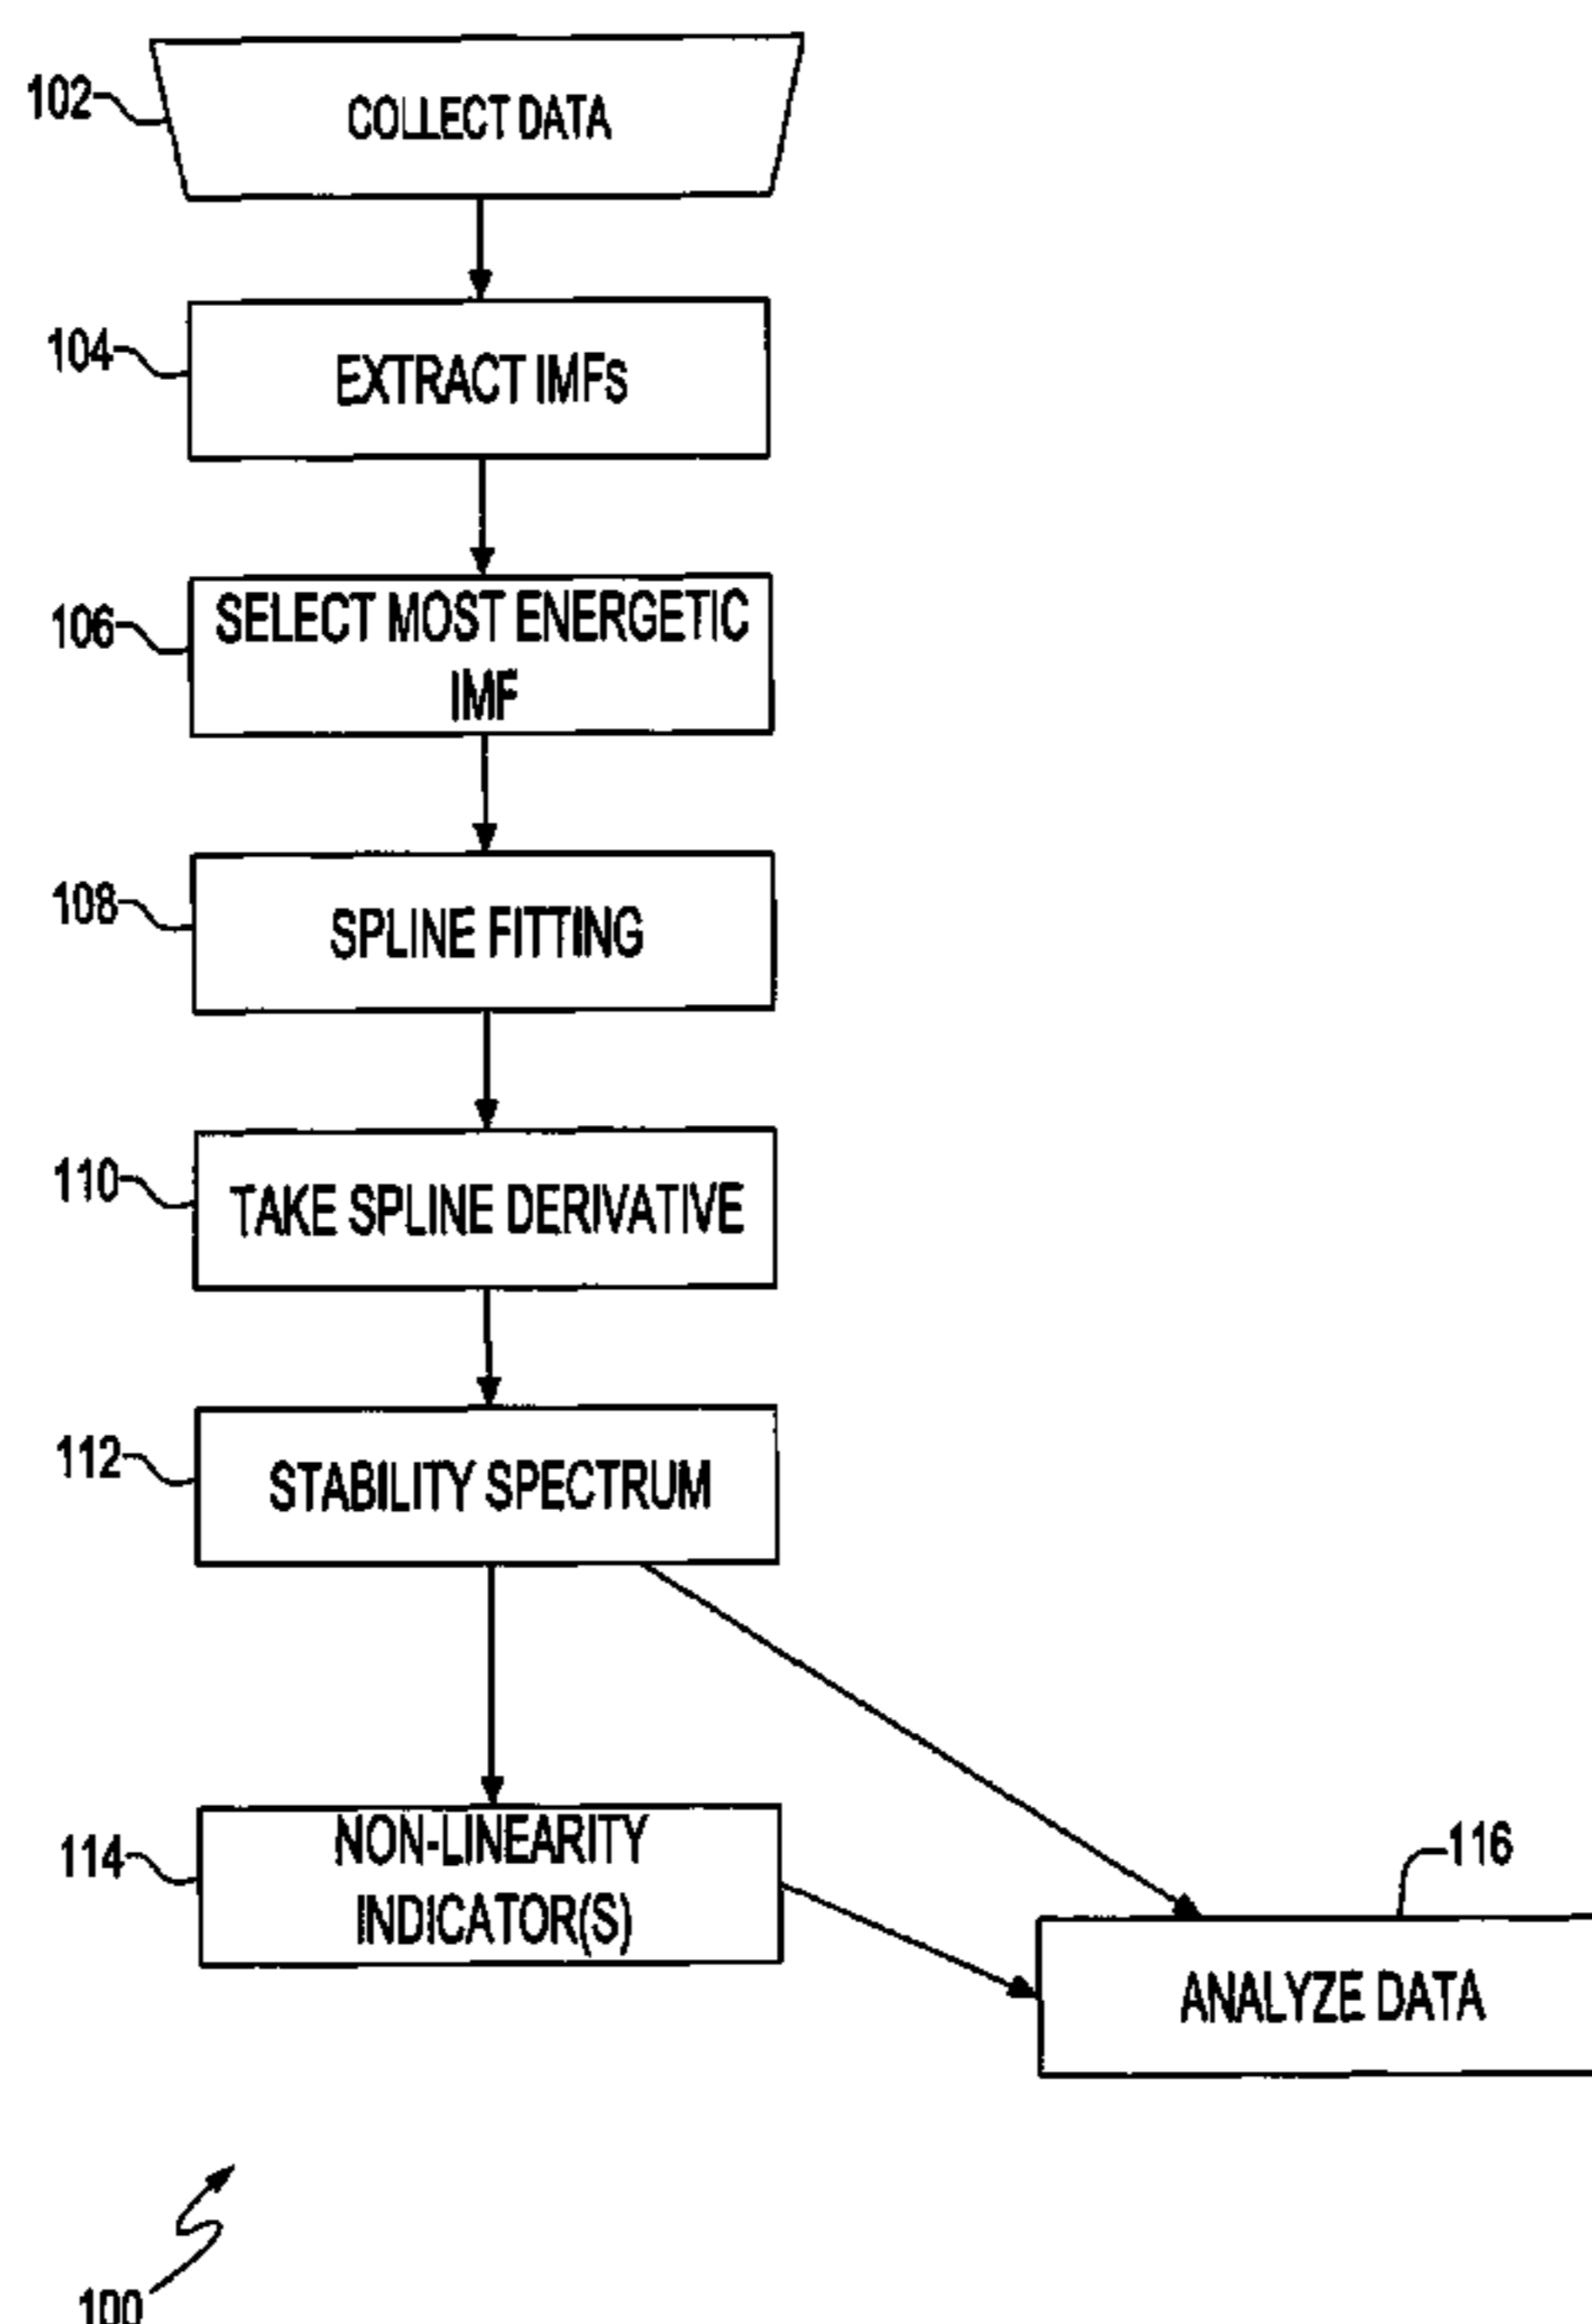 102
COLLECT DATA
104
EXTRACT IMFs
106
SELECT MOST ENERGETIC
IMF
108
SPLINE FITTING
110
TAKE SPLINE DERIVATIVE
112
STABILITY SPECTRUM
114
NON-LINEARITY
INDICATOR(S)
116
ANALYZE DATA
100